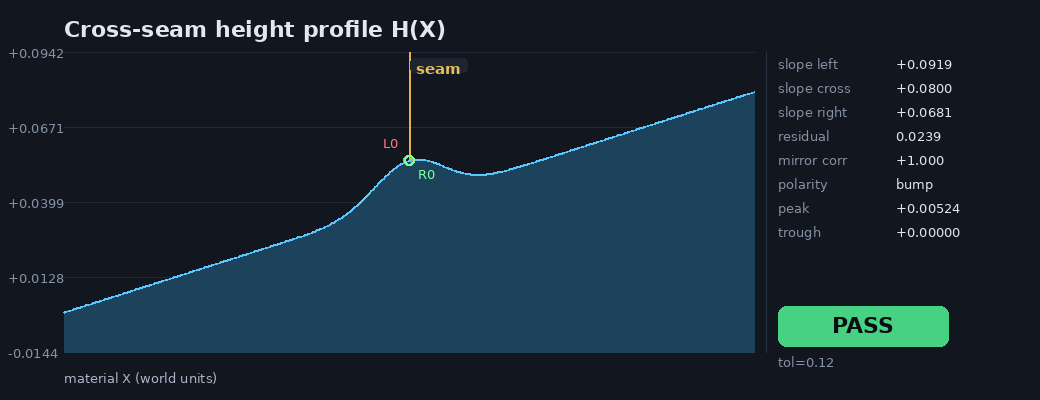 Cross-seam height profile H(X)
+0.0942
+0.0671
+0.0399
+0.0128
-0.0144
seam
L0
R0
material X (world units)
slope left +0.0919
slope cross +0.0800
slope right +0.0681
residual 0.0239
mirror corr +1.000
polarity bump
peak +0.00524
trough +0.00000
PASS
tol=0.12